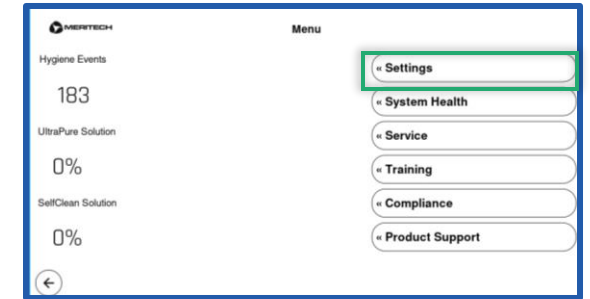 MERITECH
Menu
Hygiene Events
183
UltraPure Solution
0%
SelfClean Solution
0%
« Settings
« System Health
« Service
« Training
« Compliance
« Product Support